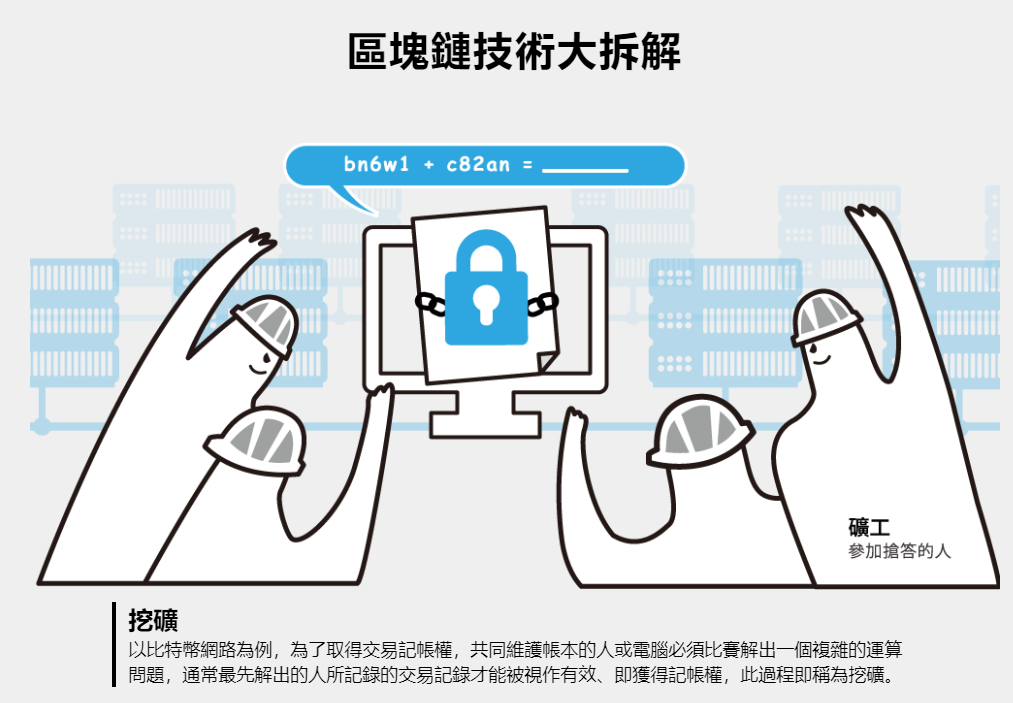 區塊鏈技術大拆解
bn6w1 + c82an = ______
礦工
參加搶答的人
挖礦
以比特幣網路為例，為了取得交易記帳權，共同維護帳本的人或電腦必須比賽解出一個複雜的運算
問題，通常最先解出的人所記錄的交易記錄才能被視作有效、即獲得記帳權，此過程即稱為挖礦。